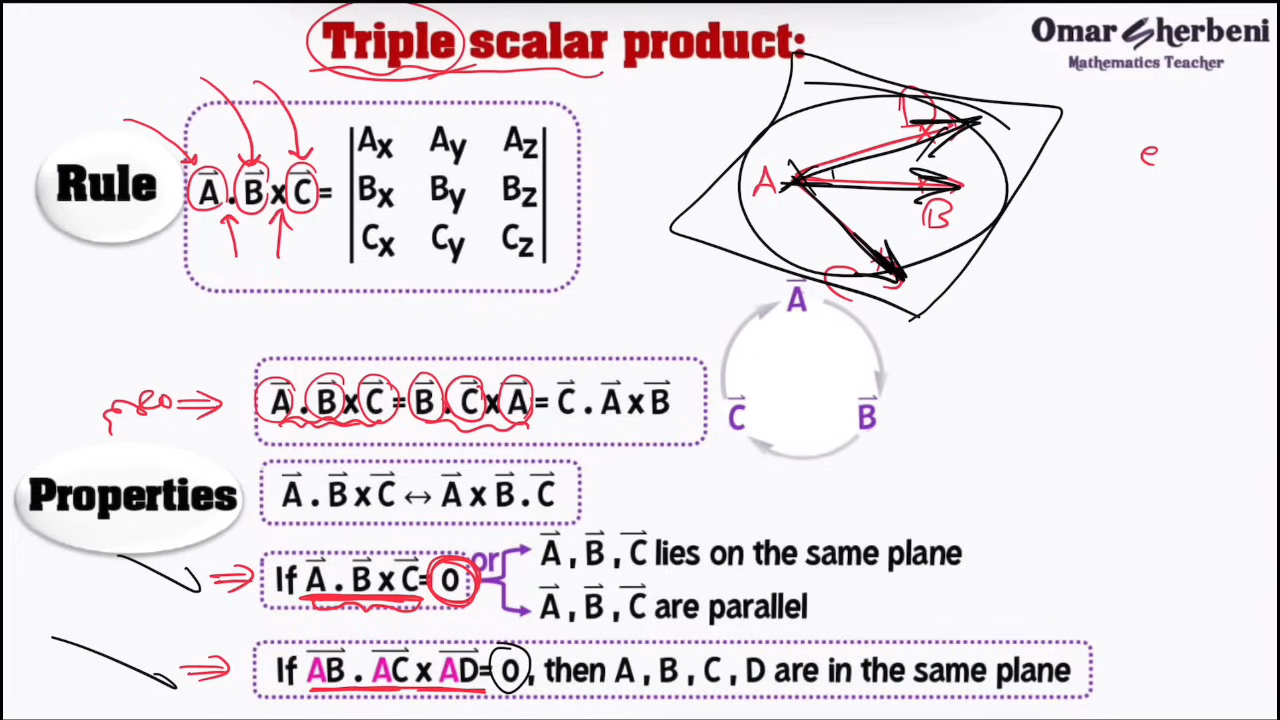 Triple scalar product:
Omar Sherbeni
Mathematics Teacher
Rule
A⃗ . B⃗ x C⃗ =
Ax Ay Az
Bx By Bz
Cx Cy Cz
D
A
B
C
e
A⃗
B⃗
C⃗
A⃗ . B⃗ x C⃗ = B⃗ . C⃗ x A⃗ = C⃗ . A⃗ x B⃗
Properties
A⃗ . B⃗ x C⃗ ↔ A⃗ x B⃗ . C⃗
If A⃗ . B⃗ x C⃗ = 0
or
A⃗ , B⃗ , C⃗ lies on the same plane
A⃗ , B⃗ , C⃗ are parallel
If AB⃗ . AC⃗ x AD⃗ = 0 , then A , B , C , D are in the same plane